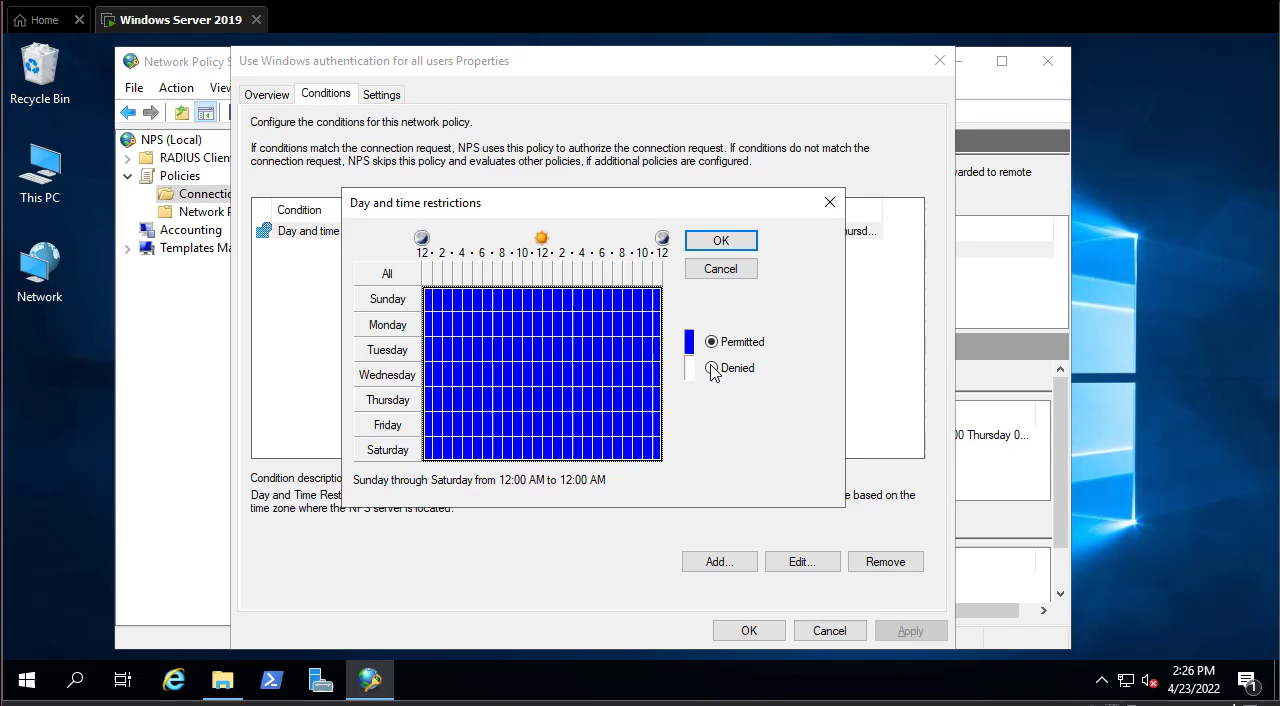 Home
Windows Server 2019
Recycle Bin
This PC
Network
Network Policy S
File Action View
NPS (Local)
RADIUS Clien
Policies
Connectio
Network P
Accounting
Templates Ma
Use Windows authentication for all users Properties
Overview Conditions Settings
Configure the conditions for this network policy.
If conditions match the connection request, NPS uses this policy to authorize the connection request. If conditions do not match the
connection request, NPS skips this policy and evaluates other policies, if additional policies are configured.
Condition
Day and time
hursd...
Day and time restrictions
12 · 2 · 4 · 6 · 8 · 10 · 12 · 2 · 4 · 6 · 8 · 10 · 12
All
Sunday
Monday
Tuesday
Wednesday
Thursday
Friday
Saturday
OK
Cancel
Permitted
Denied
Sunday through Saturday from 12:00 AM to 12:00 AM
Condition descriptio
Day and Time Rest
e based on the
time zone where the NPS server is located.
Add... Edit... Remove
OK Cancel Apply
warded to remote
00 Thursday 0...
2:26 PM
4/23/2022
1